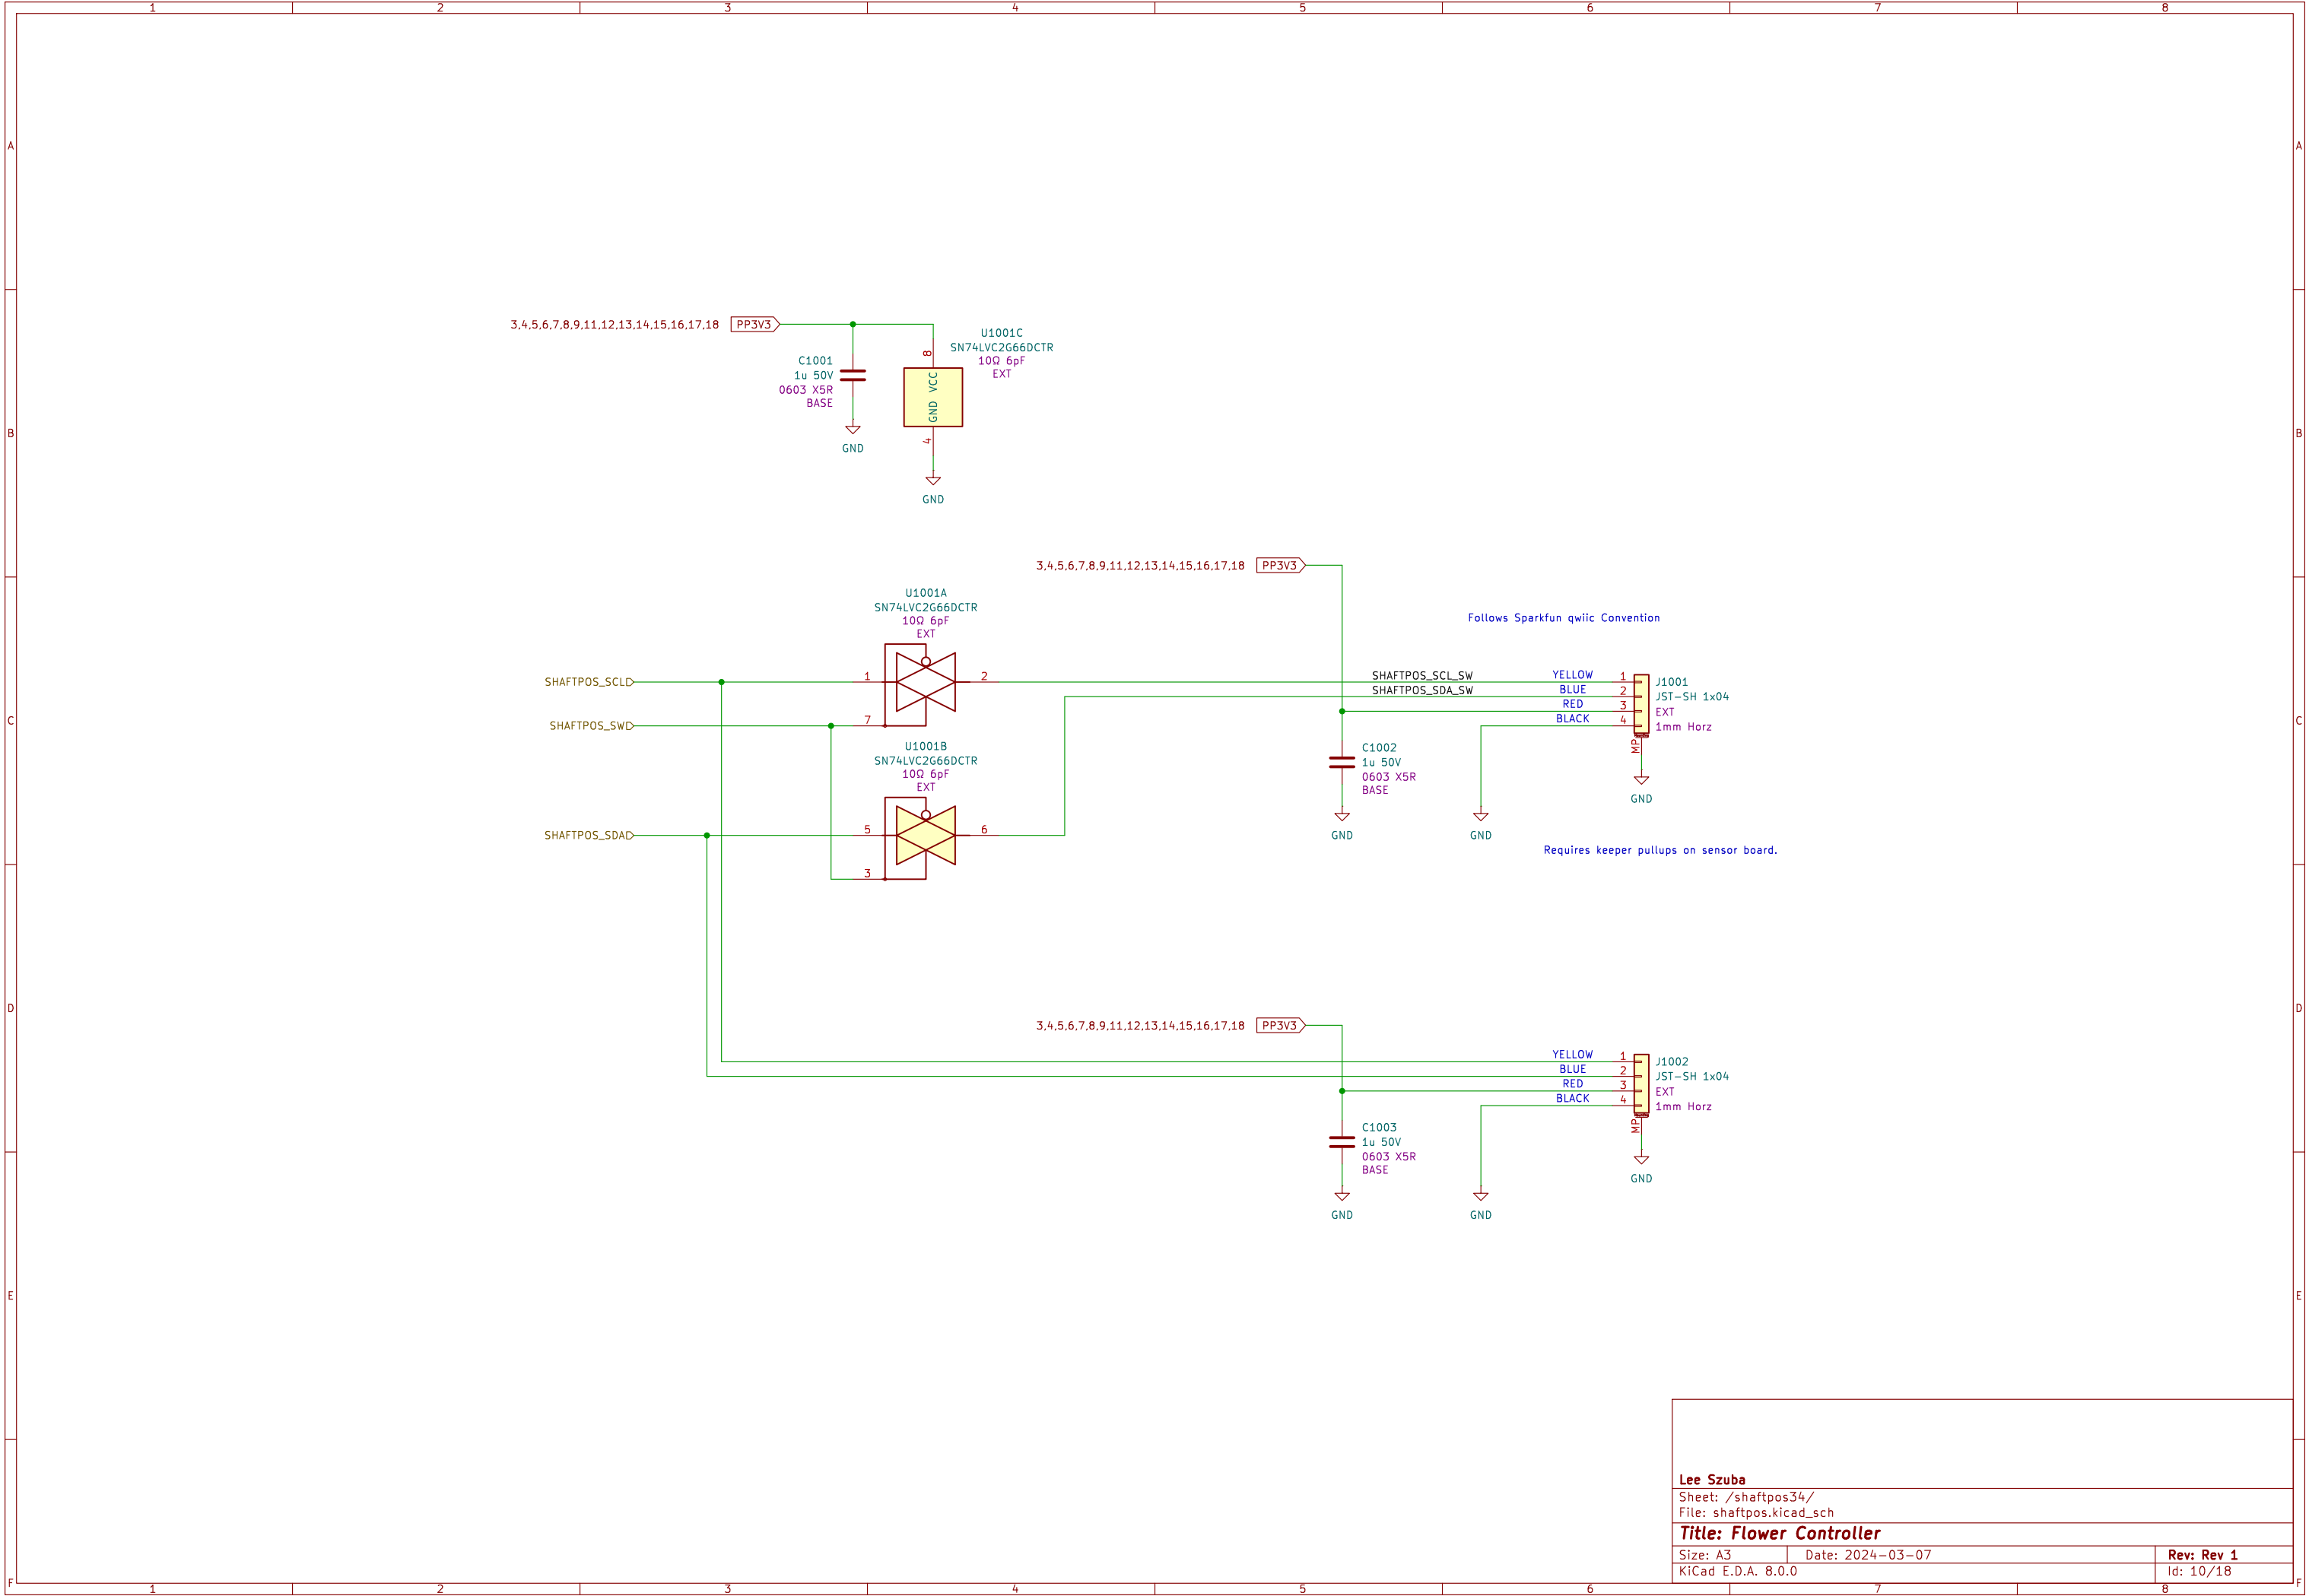 1 2 3 4 5 6 7 8
A A
B B
C C
D D
E E
F F
3,4,5,6,7,8,9,11,12,13,14,15,16,17,18 PP3V3
C1001
1u 50V
0603 X5R
BASE
GND
U1001C
SN74LVC2G66DCTR
10Ω 6pF
EXT
8
VCC
GND
4
GND
3,4,5,6,7,8,9,11,12,13,14,15,16,17,18 PP3V3
U1001A
SN74LVC2G66DCTR
10Ω 6pF
EXT
SHAFTPOS_SCL
1 2
SHAFTPOS_SW
7
U1001B
SN74LVC2G66DCTR
10Ω 6pF
EXT
SHAFTPOS_SDA
5 6
3
Follows Sparkfun qwiic Convention
SHAFTPOS_SCL_SW
SHAFTPOS_SDA_SW
YELLOW 1
BLUE 2
RED 3
BLACK 4
MP
J1001
JST-SH 1x04
EXT
1mm Horz
GND
C1002
1u 50V
0603 X5R
BASE
GND
GND
Requires keeper pullups on sensor board.
3,4,5,6,7,8,9,11,12,13,14,15,16,17,18 PP3V3
YELLOW 1
BLUE 2
RED 3
BLACK 4
MP
J1002
JST-SH 1x04
EXT
1mm Horz
GND
C1003
1u 50V
0603 X5R
BASE
GND
GND
Lee Szuba
Sheet: /shaftpos34/
File: shaftpos.kicad_sch
Title: Flower Controller
Size: A3 Date: 2024-03-07 Rev: Rev 1
KiCad E.D.A. 8.0.0 Id: 10/18
1 2 3 4 5 6 7 8